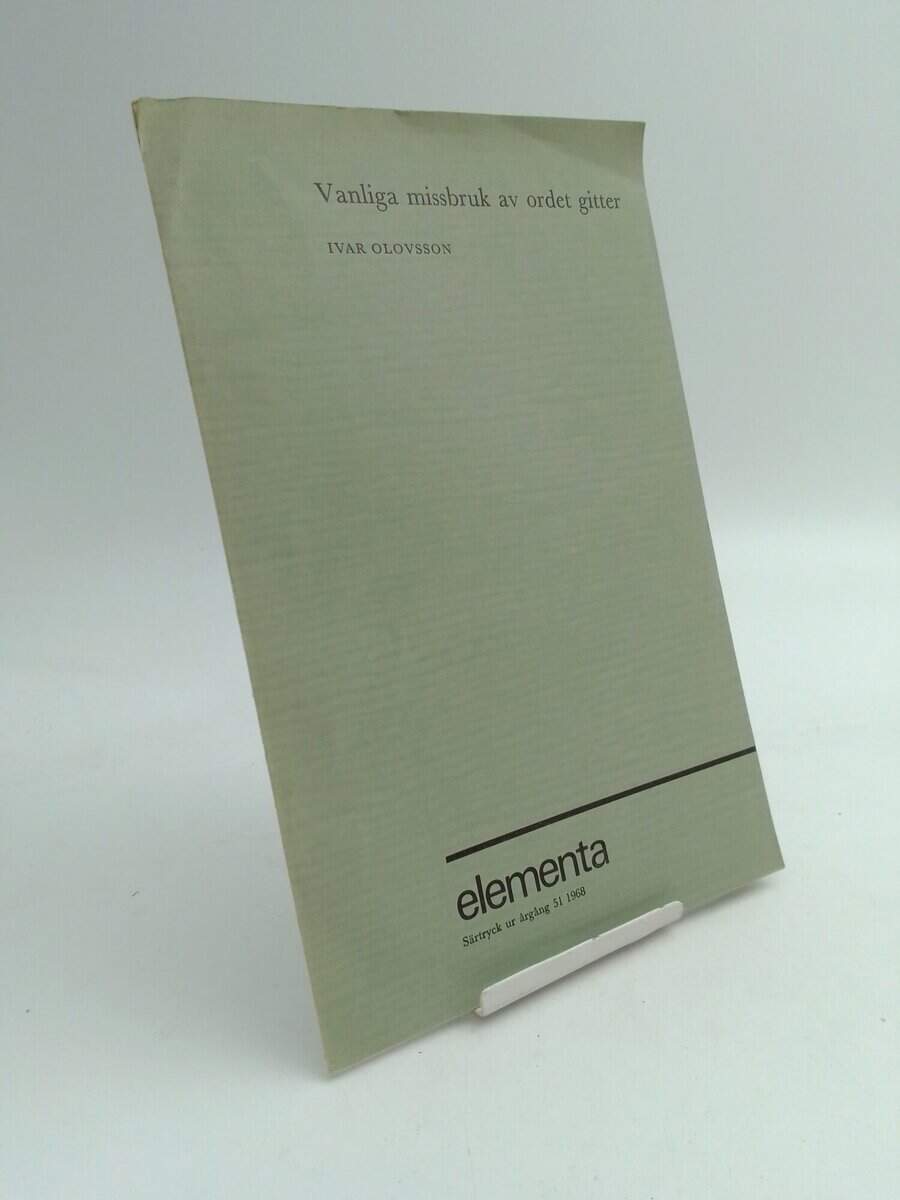 Vanliga missbruk av ordet gitter
IVAR OLOVSSON
elementa
Särtryck ur årgång 51 1968